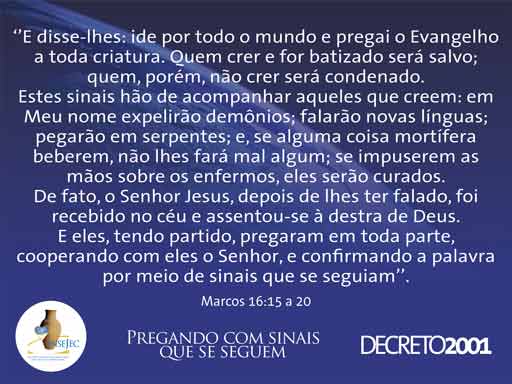 ‘’E disse-lhes: ide por todo o mundo e pregai o Evangelho
a toda criatura. Quem crer e for batizado será salvo;
quem, porém, não crer será condenado.
Estes sinais hão de acompanhar aqueles que creem: em
Meu nome expelirão demônios; falarão novas línguas;
pegarão em serpentes; e, se alguma coisa mortífera
beberem, não lhes fará mal algum; se impuserem as
mãos sobre os enfermos, eles serão curados.
De fato, o Senhor Jesus, depois de lhes ter falado, foi
recebido no céu e assentou-se à destra de Deus.
E eles, tendo partido, pregaram em toda parte,
cooperando com eles o Senhor, e confirmando a palavra
por meio de sinais que se seguiam’’.
Marcos 16:15 a 20
PREGANDO COM SINAIS
QUE SE SEGUEM
DECRETO2001